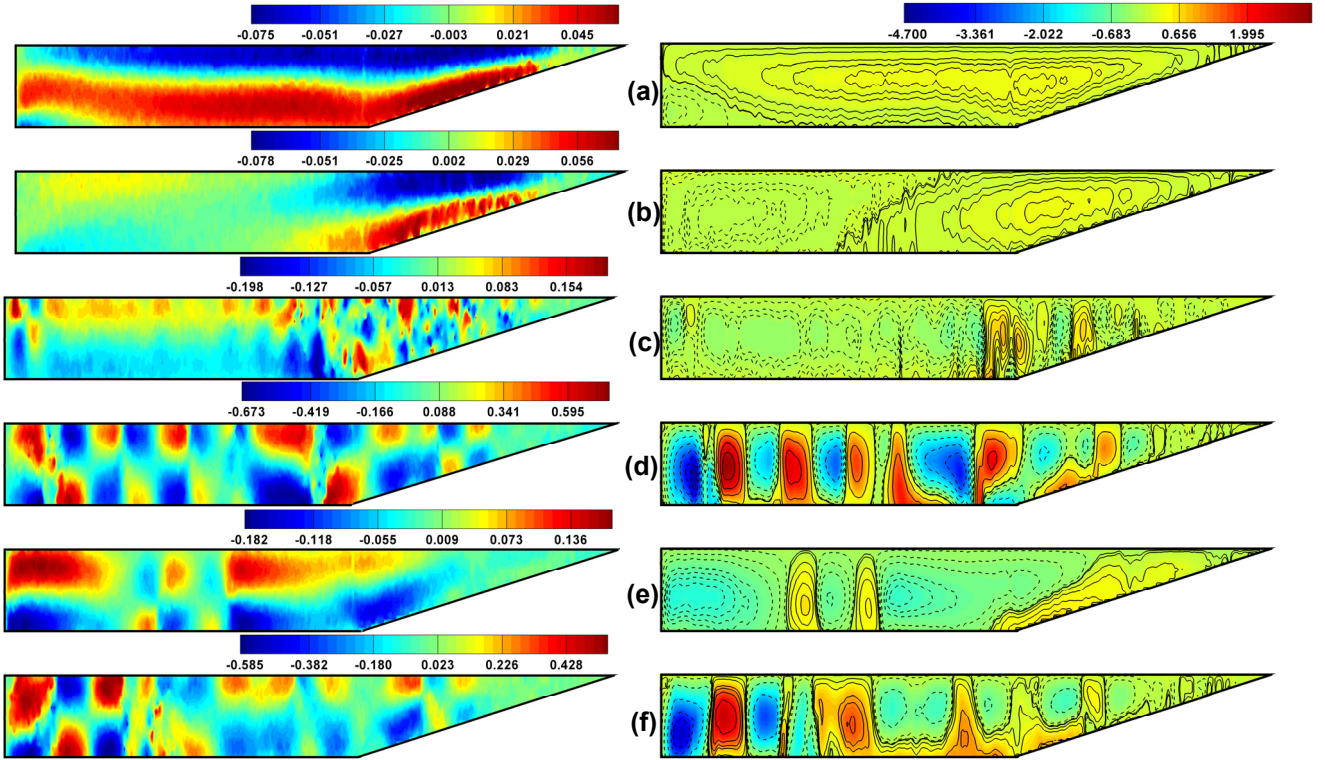 -0.075 -0.051 -0.027 -0.003 0.021 0.045
-4.700 -3.361 -2.022 -0.683 0.656 1.995
(a)
-0.078 -0.051 -0.025 0.002 0.029 0.056
(b)
-0.198 -0.127 -0.057 0.013 0.083 0.154
(c)
-0.673 -0.419 -0.166 0.088 0.341 0.595
(d)
-0.182 -0.118 -0.055 0.009 0.073 0.136
(e)
-0.585 -0.382 -0.180 0.023 0.226 0.428
(f)